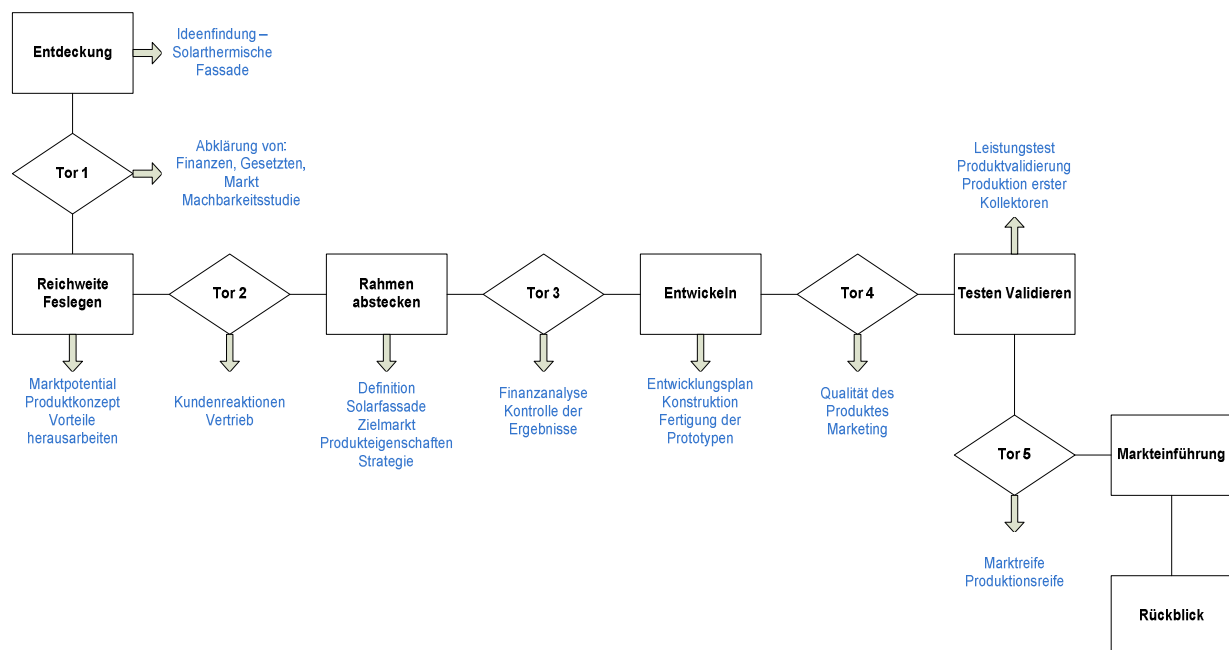 Entdeckung
Ideenfindung –
Solarthermische
Fassade
Tor 1
Abklärung von:
Finanzen, Gesetzten,
Markt
Machbarkeitsstudie
Reichweite
Feslegen
Marktpotential
Produktkonzept
Vorteile
herausarbeiten
Tor 2
Kundenreaktionen
Vertrieb
Rahmen
abstecken
Definition
Solarfassade
Zielmarkt
Produkteigenschaften
Strategie
Tor 3
Finanzanalyse
Kontrolle der
Ergebnisse
Entwickeln
Entwicklungsplan
Konstruktion
Fertigung der
Prototypen
Tor 4
Qualität des
Produktes
Marketing
Leistungstest
Produktvalidierung
Produktion erster
Kollektoren
Testen Validieren
Tor 5
Marktreife
Produktionsreife
Markteinführung
Rückblick